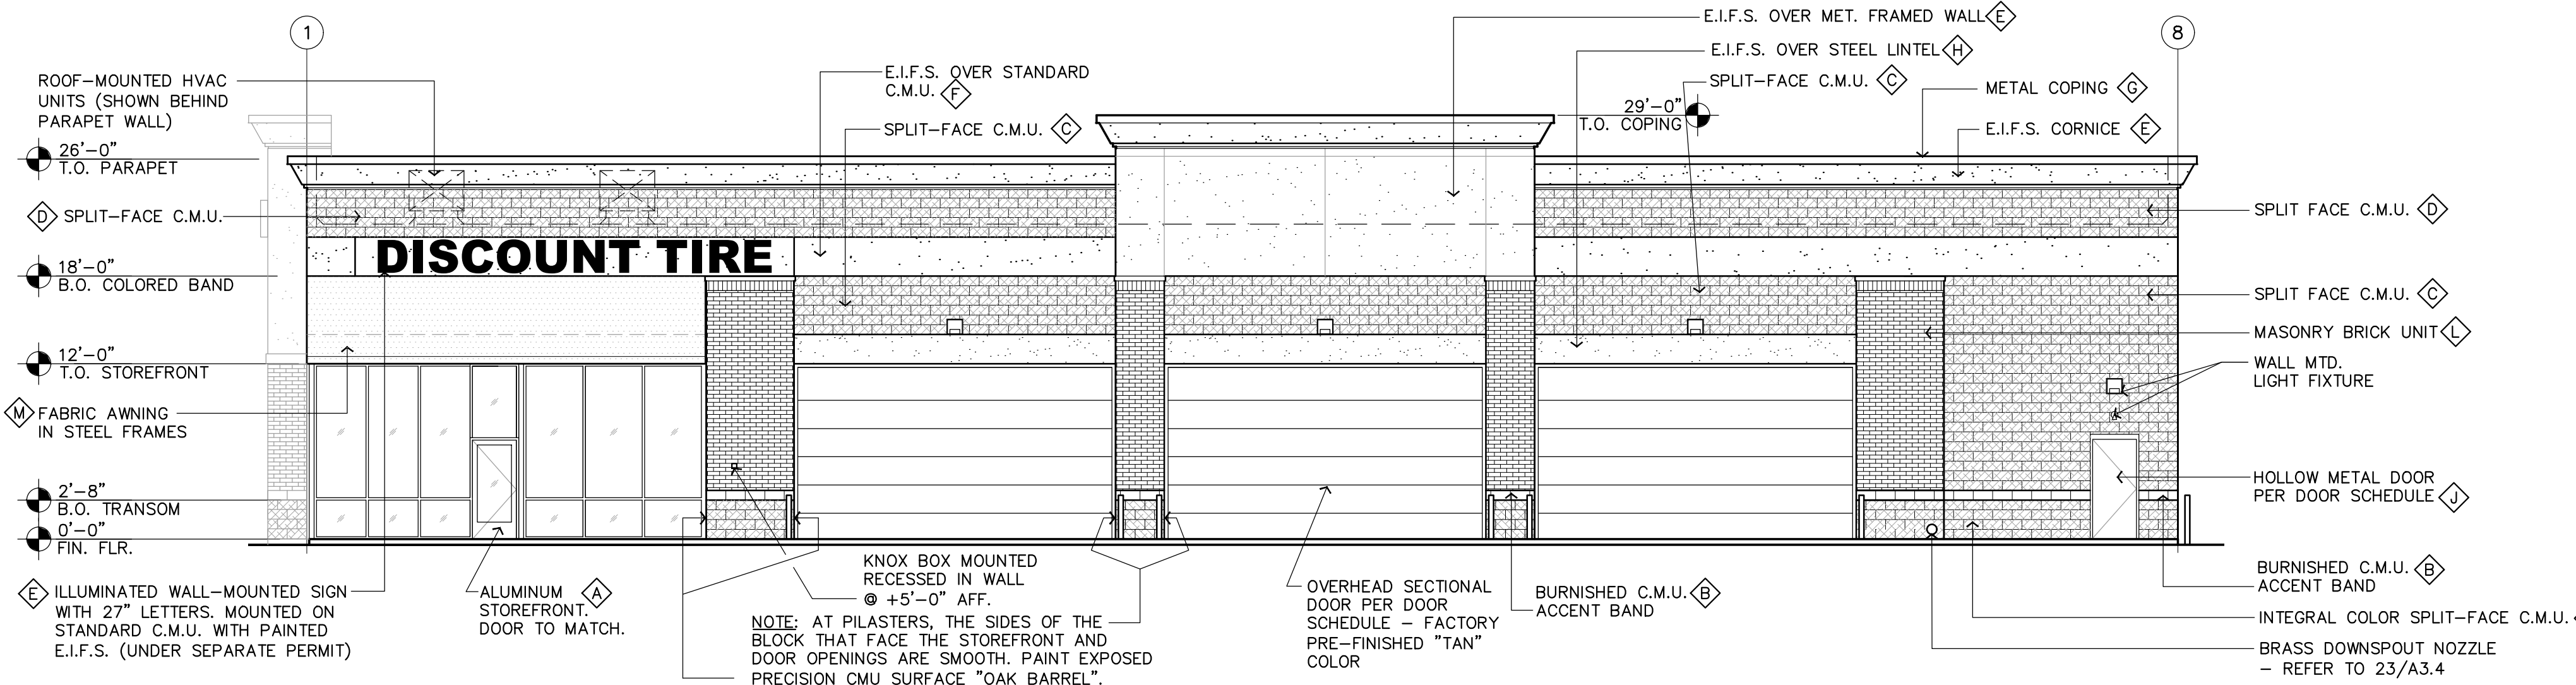 1
8
ROOF-MOUNTED HVAC
UNITS (SHOWN BEHIND
PARAPET WALL)
26'-0"
T.O. PARAPET
D SPLIT-FACE C.M.U.
18'-0"
B.O. COLORED BAND
12'-0"
T.O. STOREFRONT
M FABRIC AWNING
IN STEEL FRAMES
2'-8"
B.O. TRANSOM
0'-0"
FIN. FLR.
E ILLUMINATED WALL-MOUNTED SIGN
WITH 27" LETTERS. MOUNTED ON
STANDARD C.M.U. WITH PAINTED
E.I.F.S. (UNDER SEPARATE PERMIT)
DISCOUNT TIRE
E.I.F.S. OVER STANDARD
C.M.U. F
SPLIT-FACE C.M.U. C
E.I.F.S. OVER MET. FRAMED WALL E
E.I.F.S. OVER STEEL LINTEL H
SPLIT-FACE C.M.U. C
29'-0"
T.O. COPING
METAL COPING G
E.I.F.S. CORNICE E
SPLIT FACE C.M.U. D
SPLIT FACE C.M.U. C
MASONRY BRICK UNIT L
WALL MTD.
LIGHT FIXTURE
HOLLOW METAL DOOR
PER DOOR SCHEDULE J
BURNISHED C.M.U. B
ACCENT BAND
INTEGRAL COLOR SPLIT-FACE C.M.U.
BRASS DOWNSPOUT NOZZLE
- REFER TO 23/A3.4
ALUMINUM A
STOREFRONT.
DOOR TO MATCH.
KNOX BOX MOUNTED
RECESSED IN WALL
@ +5'-0" AFF.
NOTE: AT PILASTERS, THE SIDES OF THE
BLOCK THAT FACE THE STOREFRONT AND
DOOR OPENINGS ARE SMOOTH. PAINT EXPOSED
PRECISION CMU SURFACE "OAK BARREL".
OVERHEAD SECTIONAL
DOOR PER DOOR
SCHEDULE - FACTORY
PRE-FINISHED "TAN"
COLOR
BURNISHED C.M.U. B
ACCENT BAND